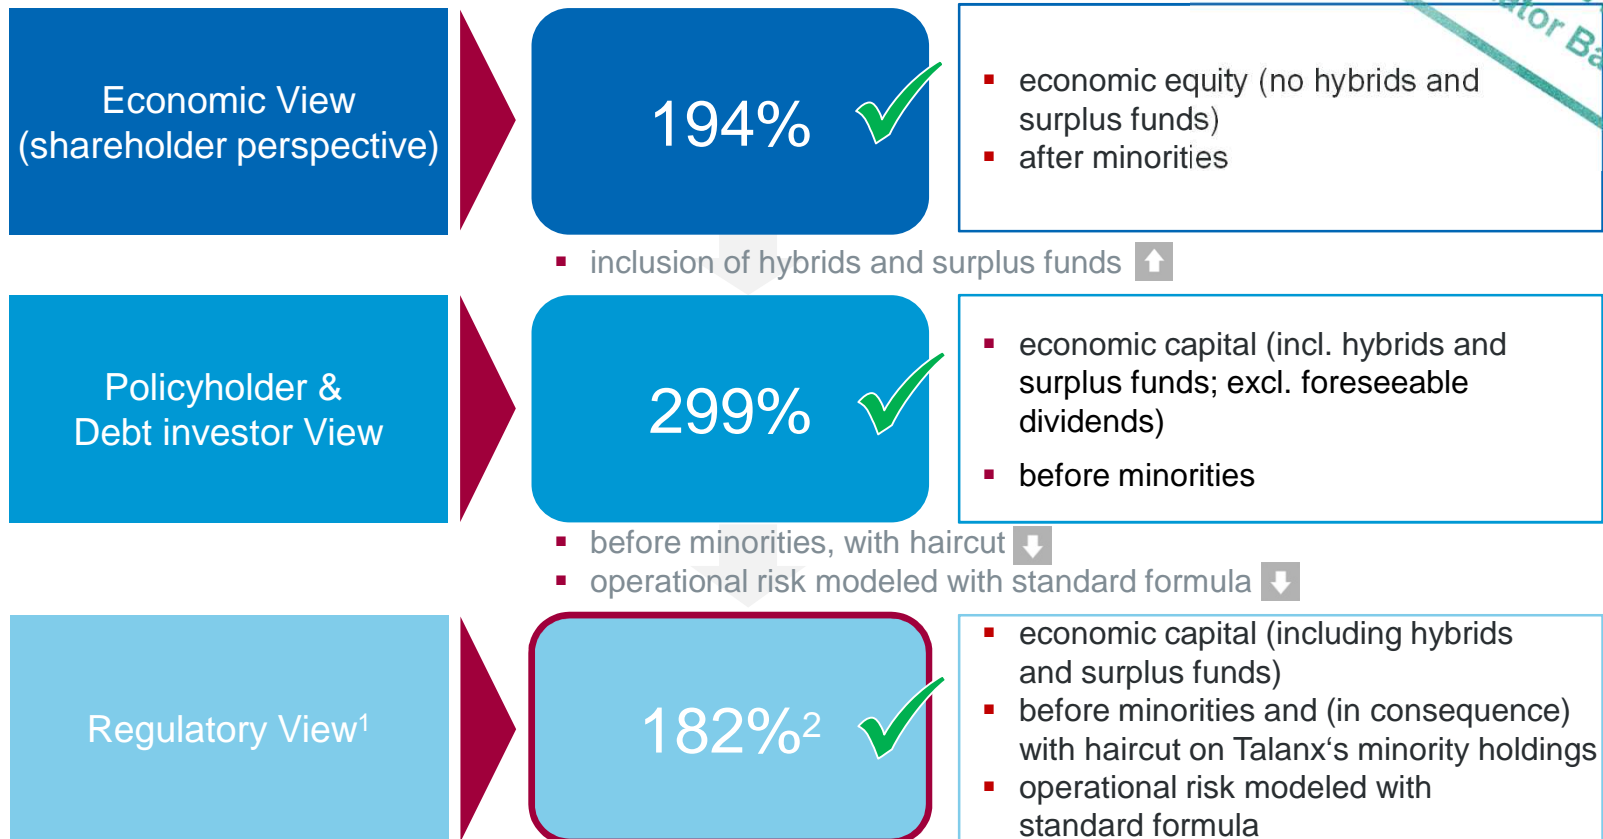 Economic View
(shareholder perspective)
194%
▪ economic equity (no hybrids and
surplus funds)
▪ after minorities
▪ inclusion of hybrids and surplus funds
Policyholder &
Debt investor View
299%
▪ economic capital (incl. hybrids and
surplus funds; excl. foreseeable
dividends)
▪ before minorities
▪ before minorities, with haircut
▪ operational risk modeled with standard formula
Regulatory View¹
182%²
▪ economic capital (including hybrids
and surplus funds)
▪ before minorities and (in consequence)
with haircut on Talanx‘s minority holdings
▪ operational risk modeled with
standard formula